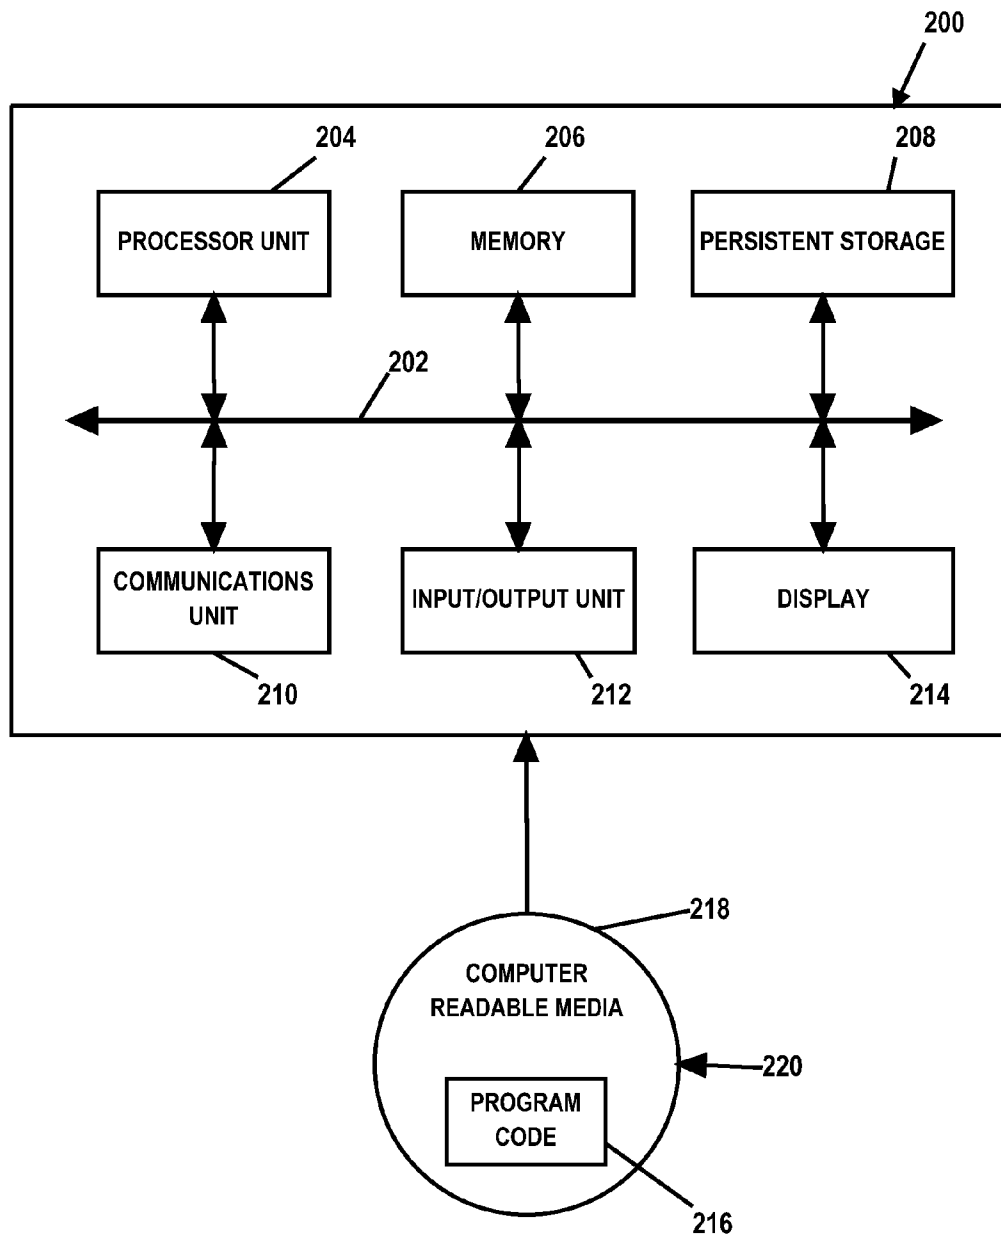 200
204
206
208
PROCESSOR UNIT
MEMORY
PERSISTENT STORAGE
202
COMMUNICATIONS
UNIT
INPUT/OUTPUT UNIT
DISPLAY
210
212
214
218
COMPUTER
READABLE MEDIA
220
PROGRAM
CODE
216